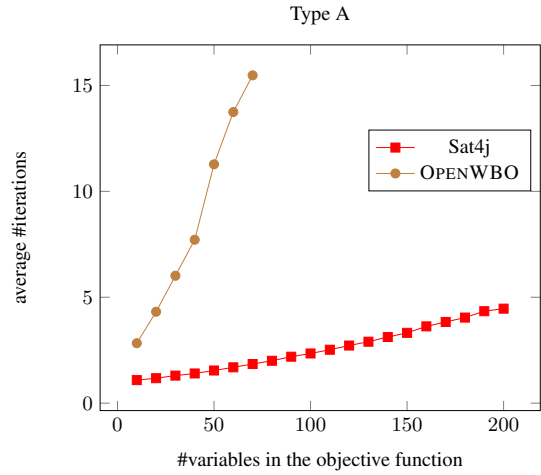 Type A
15
10
5
0
average #iterations
Sat4j
OPENWBO
0 50 100 150 200
#variables in the objective function